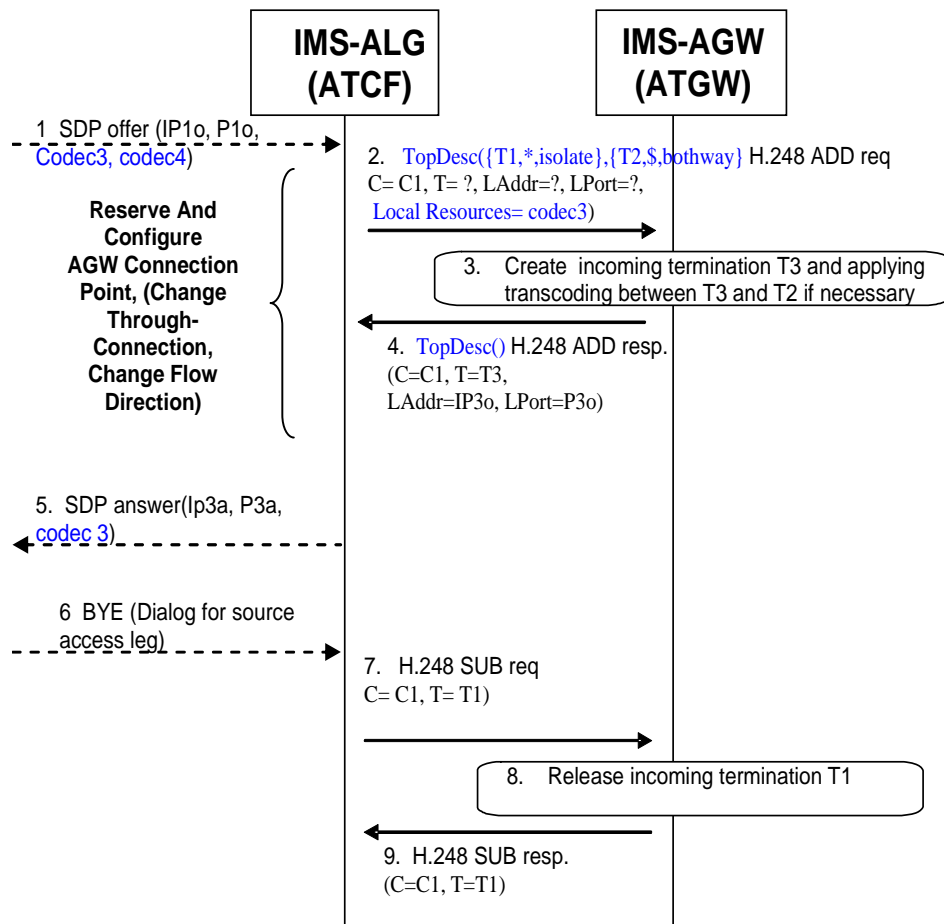 IMS-ALG
(ATCF)
IMS-AGW
(ATGW)
1 SDP offer (IP1o, P1o,
Codec3, codec4)
2. TopDesc({T1,*,isolate},{T2,$,bothway} H.248 ADD req
C= C1, T= ?, LAddr=?, LPort=?,
Local Resources= codec3)
Reserve And
Configure
AGW Connection
Point, (Change
Through-
Connection,
Change Flow
Direction)
3. Create incoming termination T3 and applying
transcoding between T3 and T2 if necessary
4. TopDesc() H.248 ADD resp.
(C=C1, T=T3,
LAddr=IP3o, LPort=P3o)
5. SDP answer(Ip3a, P3a,
codec 3)
6 BYE (Dialog for source
access leg)
7. H.248 SUB req
C= C1, T= T1)
8. Release incoming termination T1
9. H.248 SUB resp.
(C=C1, T=T1)